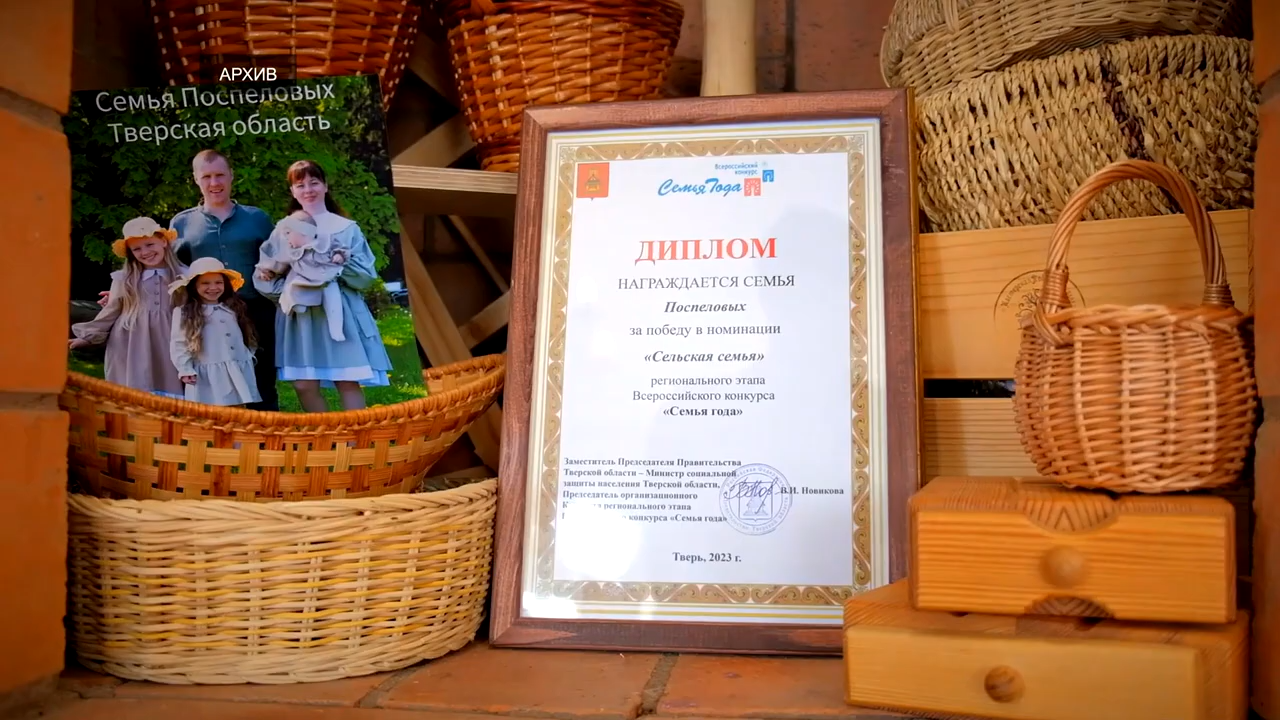 АРХИВ
Семья Поспеловых
Тверская область
Всероссийский
конкурс
Семья Года
ДИПЛОМ
НАГРАЖДАЕТСЯ СЕМЬЯ
Поспеловых
за победу в номинации
«Сельская семья»
регионального этапа
Всероссийского конкурса
«Семья года»
Заместитель Председателя Правительства
Тверской области – Министр социальной
защиты населения Тверской области,
Председатель организационного
регионального этапа
конкурса «Семья года»
В.И. Новикова
Тверь, 2023 г.